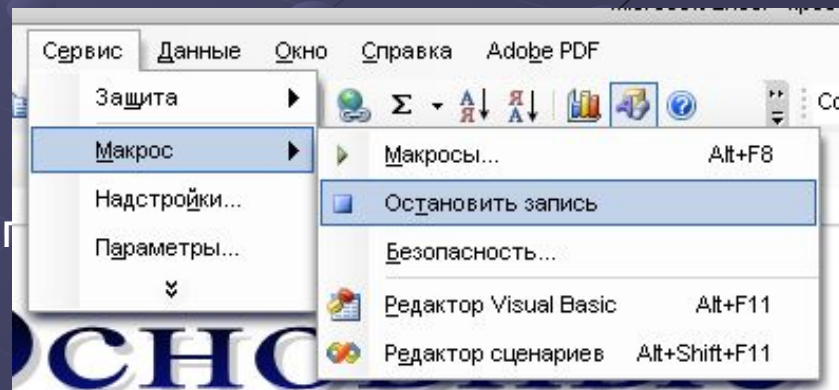 Сервис Данные Окно Справка Adobe PDF
Защита
Макрос
Надстройки...
Параметры...
Макросы... Alt+F8
Остановить запись
Безопасность...
Редактор Visual Basic Alt+F11
Редактор сценариев Alt+Shift+F11